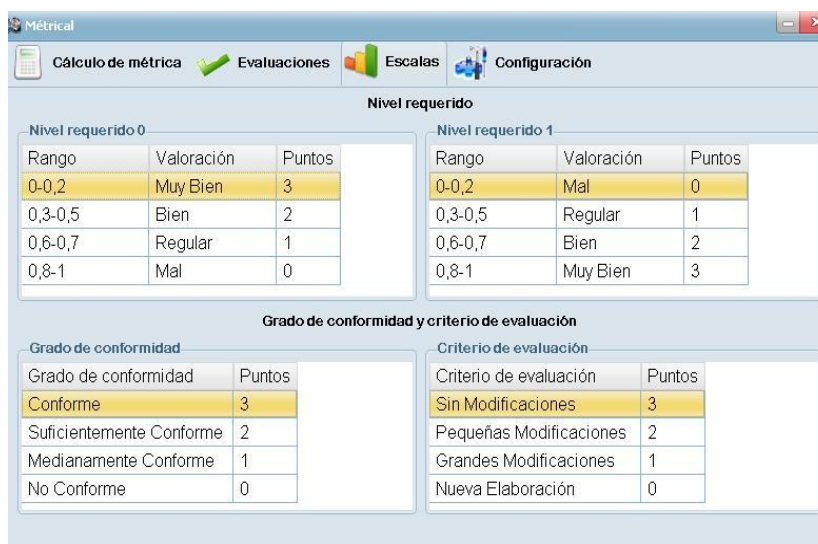 Métrical
Cálculo de métrica Evaluaciones Escalas Configuración
Nivel requerido
Nivel requerido 0
Rango Valoración Puntos
0-0,2 Muy Bien 3
0,3-0,5 Bien 2
0,6-0,7 Regular 1
0,8-1 Mal 0
Nivel requerido 1
Rango Valoración Puntos
0-0,2 Mal 0
0,3-0,5 Regular 1
0,6-0,7 Bien 2
0,8-1 Muy Bien 3
Grado de conformidad y criterio de evaluación
Grado de conformidad
Grado de conformidad Puntos
Conforme 3
Suficientemente Conforme 2
Medianamente Conforme 1
No Conforme 0
Criterio de evaluación
Criterio de evaluación Puntos
Sin Modificaciones 3
Pequeñas Modificaciones 2
Grandes Modificaciones 1
Nueva Elaboración 0